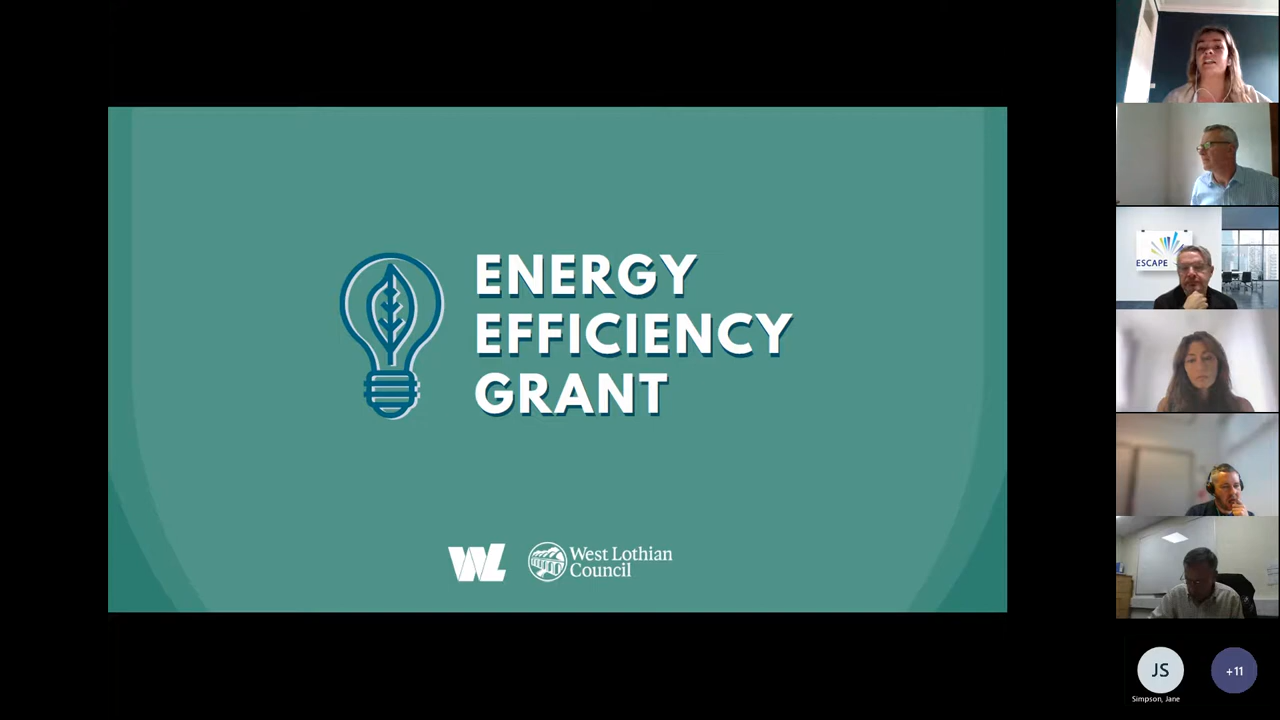 ENERGY
EFFICIENCY
GRANT
WL
West Lothian
Council
ESCAPE
JS
+11
Simpson, Jane